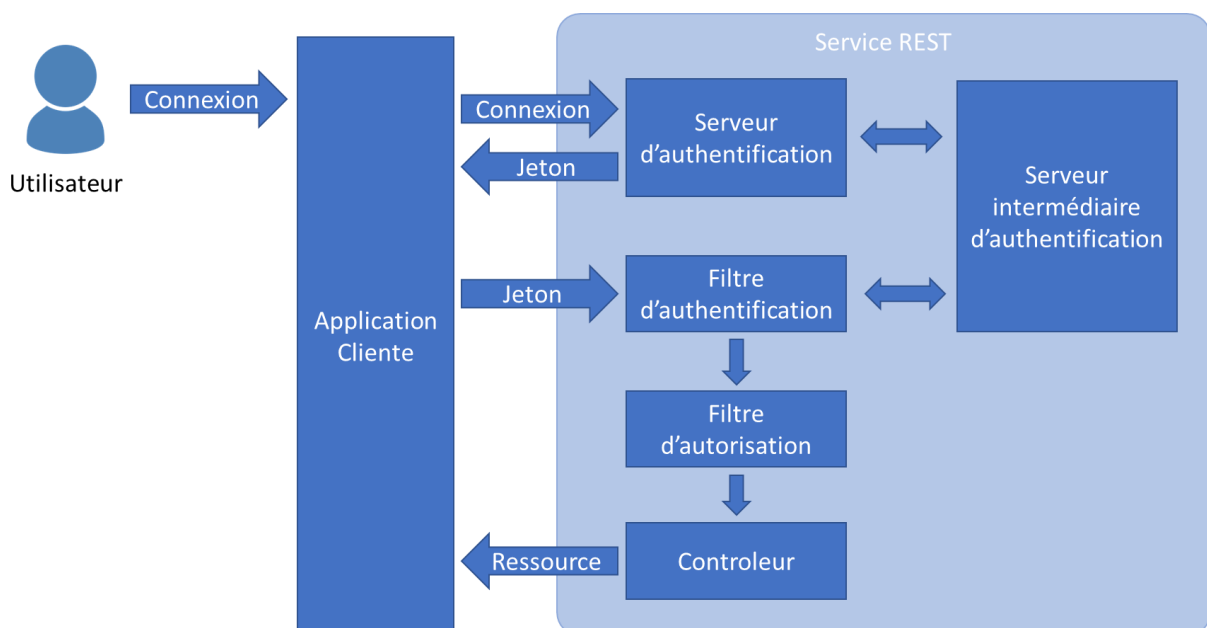 Service REST
Connexion
Utilisateur
Connexion
Jeton
Serveur
d'authentification
Serveur
intermédiaire
d'authentification
Jeton
Filtre
d'authentification
Application
Cliente
Filtre
d'autorisation
Ressource
Controleur